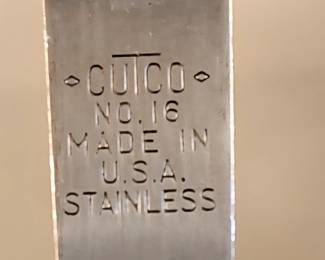 CUTCO
NO. 16
MADE IN
U.S.A.
STAINLESS